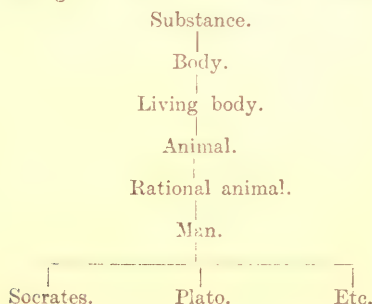 Substance.
Body.
Living body.
Animal.
Rational animal.
Man.
Socrates. Plato. Etc.